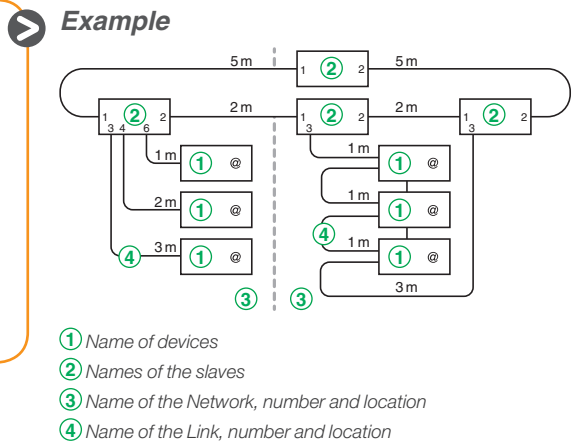 Example
5 m 5 m
1 2 2
2 m 2 m
1 2 2 1 2 2 1 2 2
3 4 6 3 3
1 m 1 m
1 @ 1 @
2 m 1 m
1 @ 1 @
4
3 m 1 m
4 1 @ 1 @
3 m
3 3
1 Name of devices
2 Names of the slaves
3 Name of the Network, number and location
4 Name of the Link, number and location